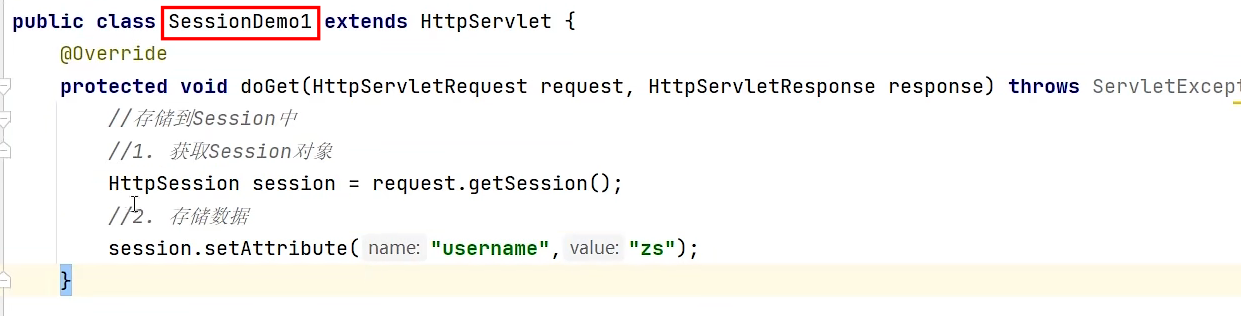 public class SessionDemo1 extends HttpServlet {
@Override
protected void doGet(HttpServletRequest request, HttpServletResponse response) throws ServletExcept
//存储到Session中
//1. 获取Session对象
HttpSession session = request.getSession();
//2. 存储数据
session.setAttribute( name: "username", value: "zs");
}